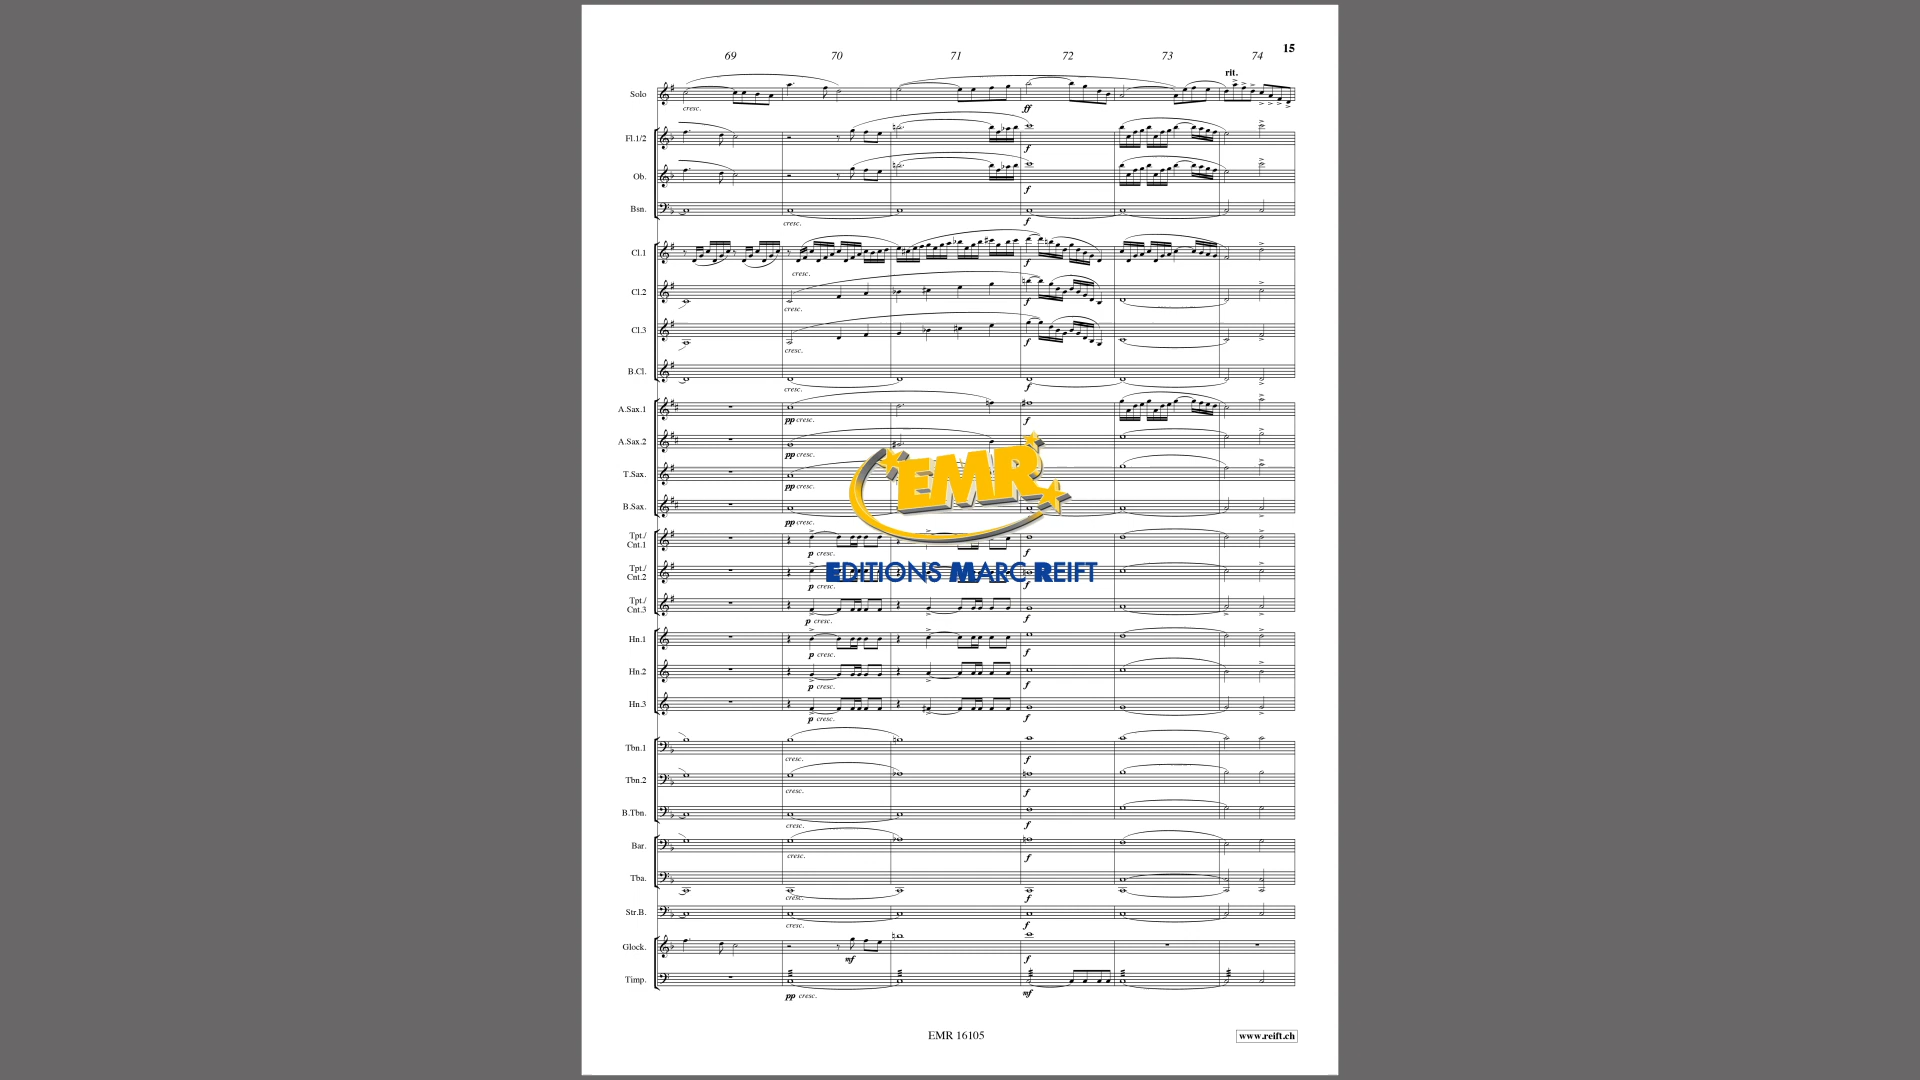 15
69 70 71 72 73 74
rit.
Solo
cresc. ff
Fl.1/2
f
Ob.
f
Bsn.
cresc. f
Cl.1
cresc. f
Cl.2
cresc. f
Cl.3
cresc. f
B.Cl.
cresc. f
A.Sax.1
pp cresc. f
A.Sax.2
pp cresc.
T.Sax.
pp cresc.
B.Sax.
pp cresc.
EMR
Tpt./
Cnt.1
p cresc. f
EDITIONS MARC REIFT
Tpt./
Cnt.2
p cresc. f
Tpt./
Cnt.3
p cresc. f
Hn.1
p cresc. f
Hn.2
p cresc. f
Hn.3
p cresc. f
Tbn.1
cresc. f
Tbn.2
cresc. f
B.Tbn.
cresc. f
Bar.
cresc. f
Tba.
cresc. f
Str.B.
cresc. f
Glock.
mf f
Timp.
pp cresc. mf
EMR 16105
www.reift.ch